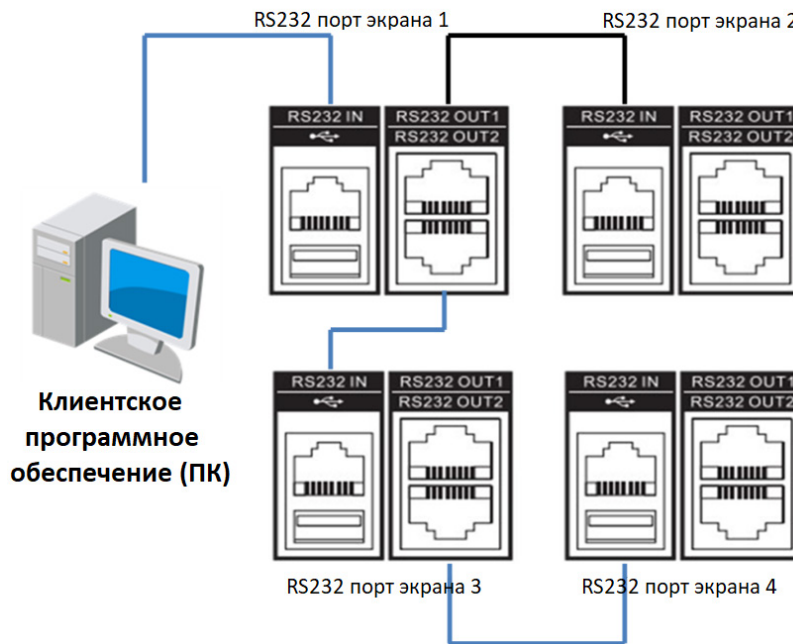 RS232 порт экрана 1
RS232 порт экрана 2
RS232 IN
RS232 OUT1
RS232 OUT2
RS232 IN
RS232 OUT1
RS232 OUT2
Клиентское
программное
обеспечение (ПК)
RS232 IN
RS232 OUT1
RS232 OUT2
RS232 IN
RS232 OUT1
RS232 OUT2
RS232 порт экрана 3
RS232 порт экрана 4